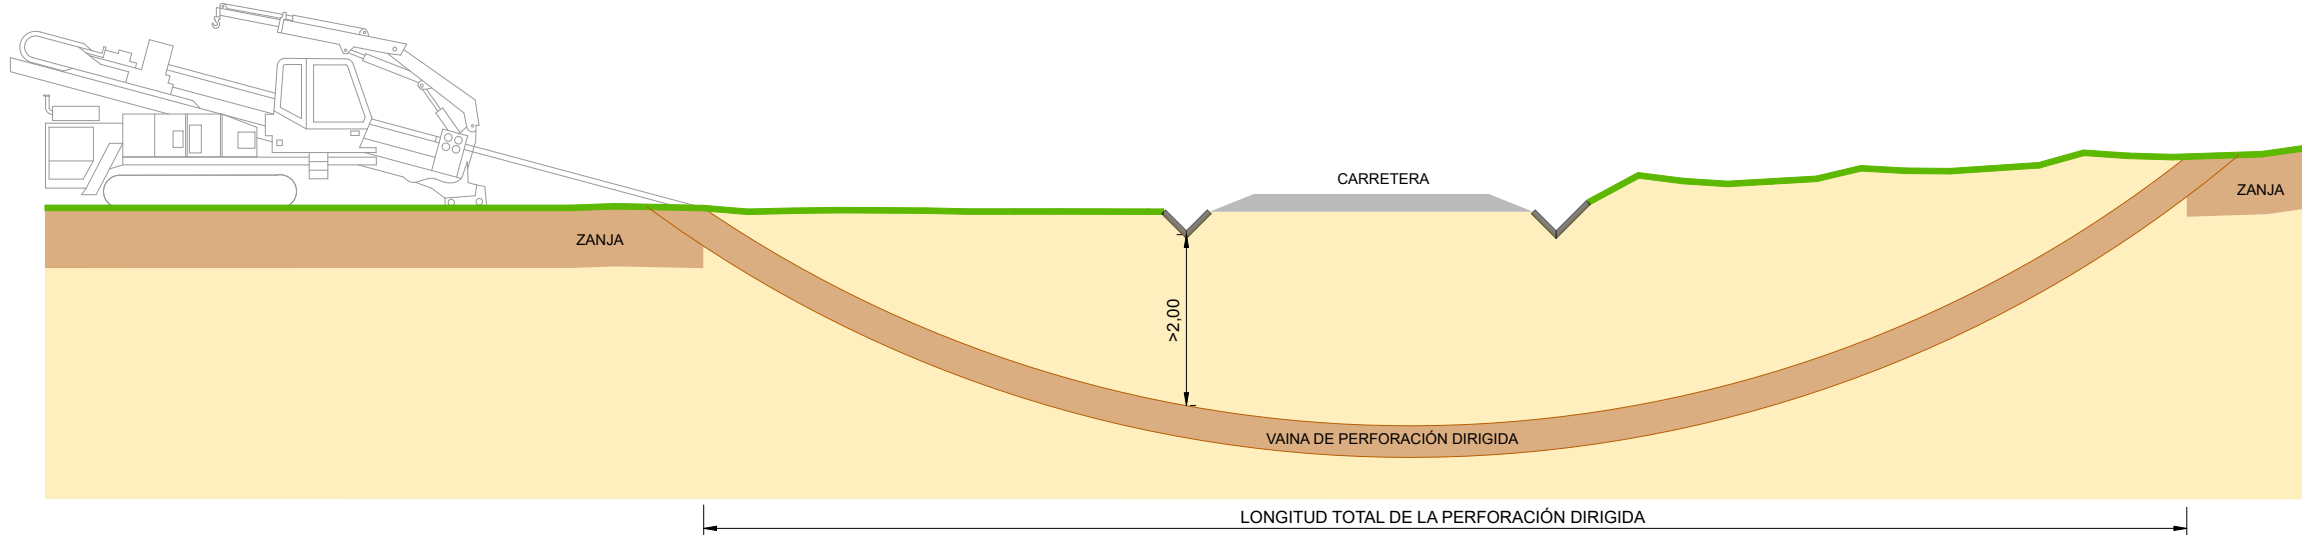 CARRETERA
ZANJA
ZANJA
>2,00
VAINA DE PERFORACIÓN DIRIGIDA
LONGITUD TOTAL DE LA PERFORACIÓN DIRIGIDA